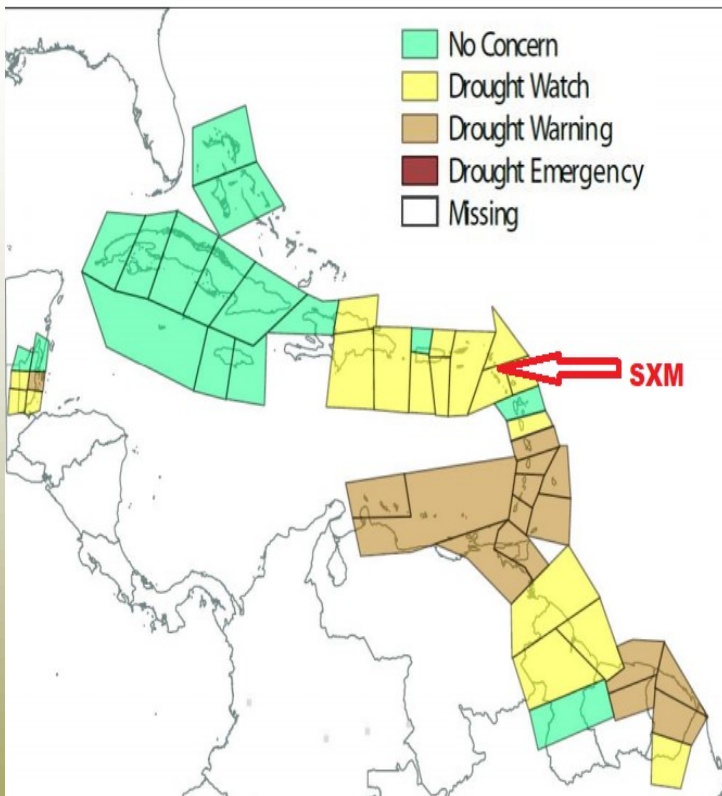 No Concern
Drought Watch
Drought Warning
Drought Emergency
Missing
SXM